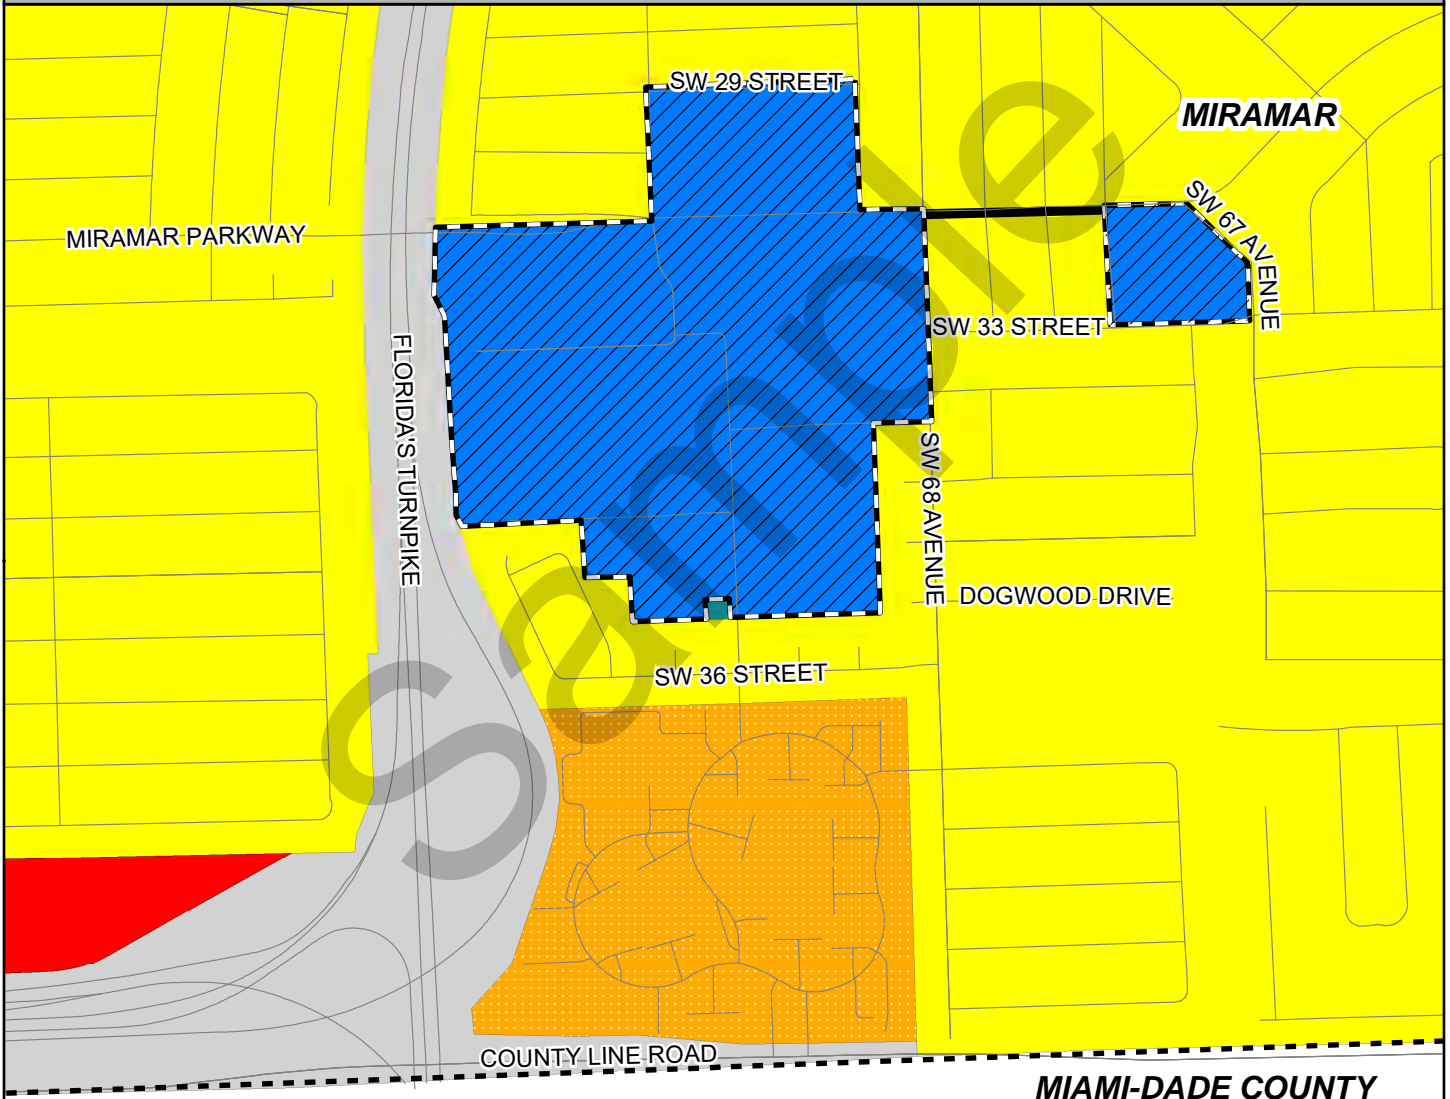 SW 29 STREET
MIRAMAR
SW 67 AVENUE
MIRAMAR PARKWAY
SW 33 STREET
FLORIDA'S TURNPIKE
SW 68 AVENUE
DOGWOOD DRIVE
SW 36 STREET
Sample
COUNTY LINE ROAD
MIAMI-DADE COUNTY